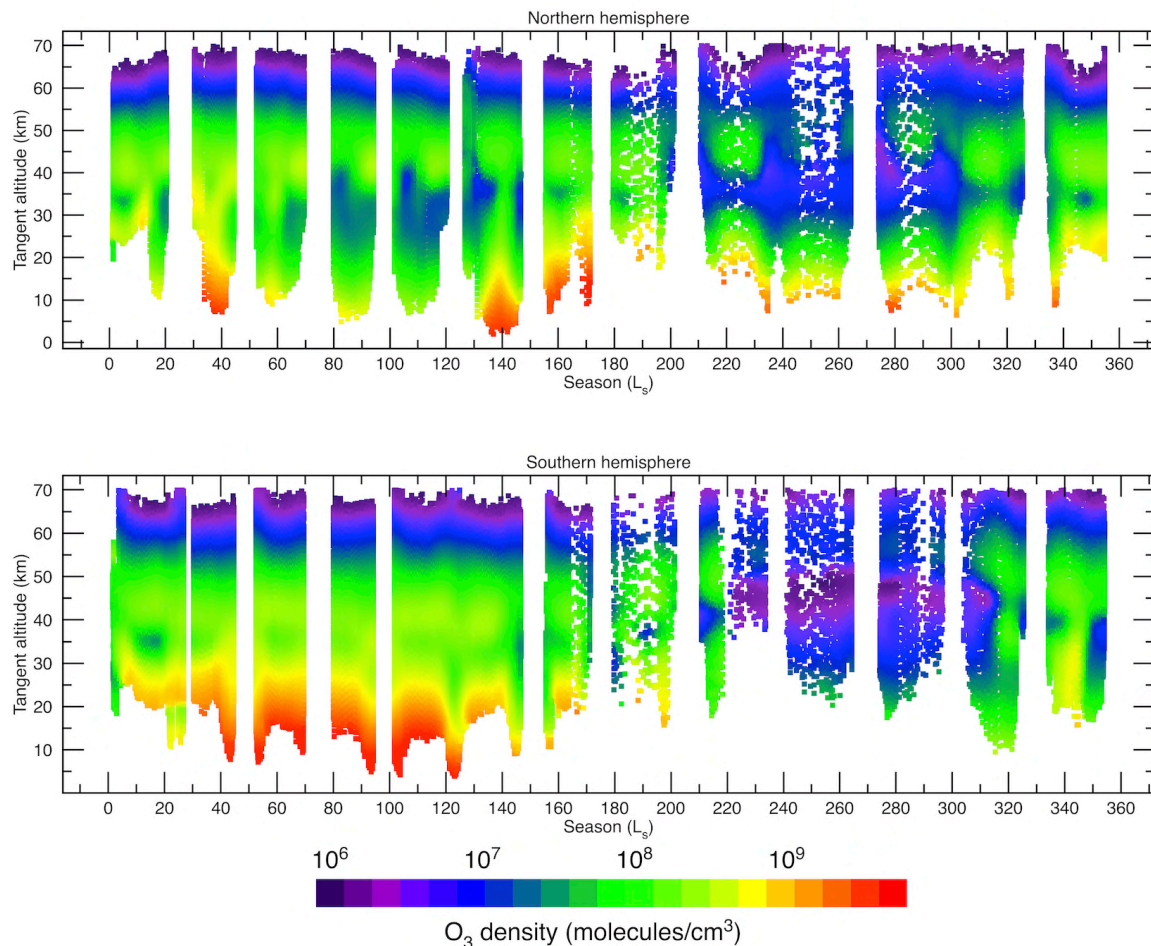 Northern hemisphere
70
60
50
40
30
20
10
0
Tangent altitude (km)
0 20 40 60 80 100 120 140 160 180 200 220 240 260 280 300 320 340 360
Season (Ls)
Southern hemisphere
70
60
50
40
30
20
10
Tangent altitude (km)
0 20 40 60 80 100 120 140 160 180 200 220 240 260 280 300 320 340 360
Season (Ls)
10⁶ 10⁷ 10⁸ 10⁹
O₃ density (molecules/cm³)